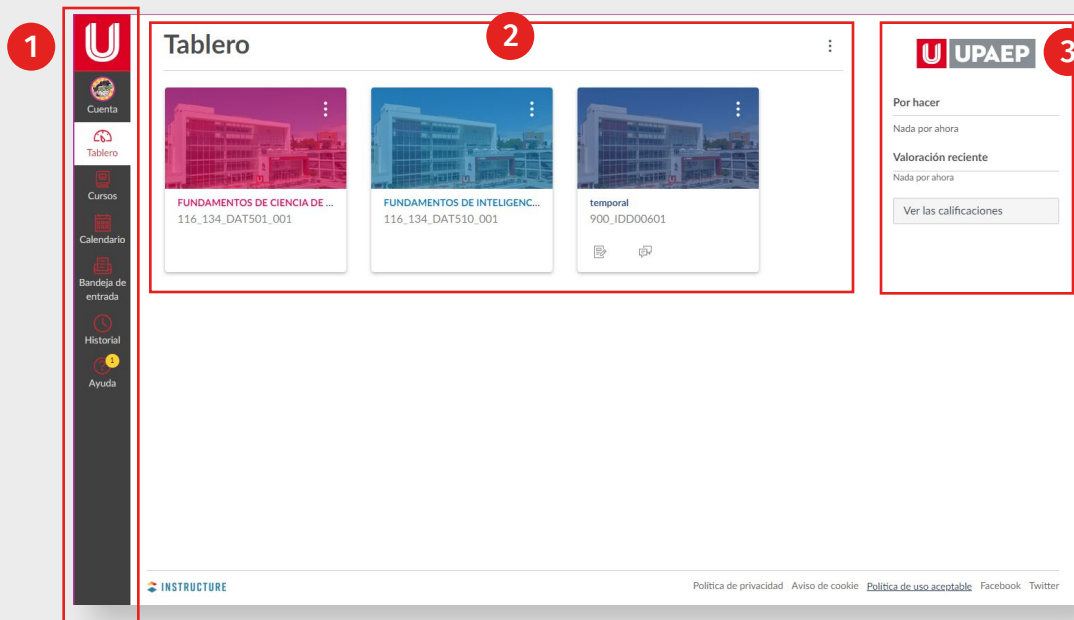 1
2
3
U
Cuenta
Tablero
Cursos
Calendario
Bandeja de
entrada
Historial
1
Ayuda
Tablero
FUNDAMENTOS DE CIENCIA DE ...
116_134_DAT501_001
FUNDAMENTOS DE INTELIGENC...
116_134_DAT510_001
temporal
900_IDD00601
U UPAEP
Por hacer
Nada por ahora
Valoración reciente
Nada por ahora
Ver las calificaciones
INSTRUCTURE
Política de privacidad Aviso de cookie Política de uso aceptable Facebook Twitter